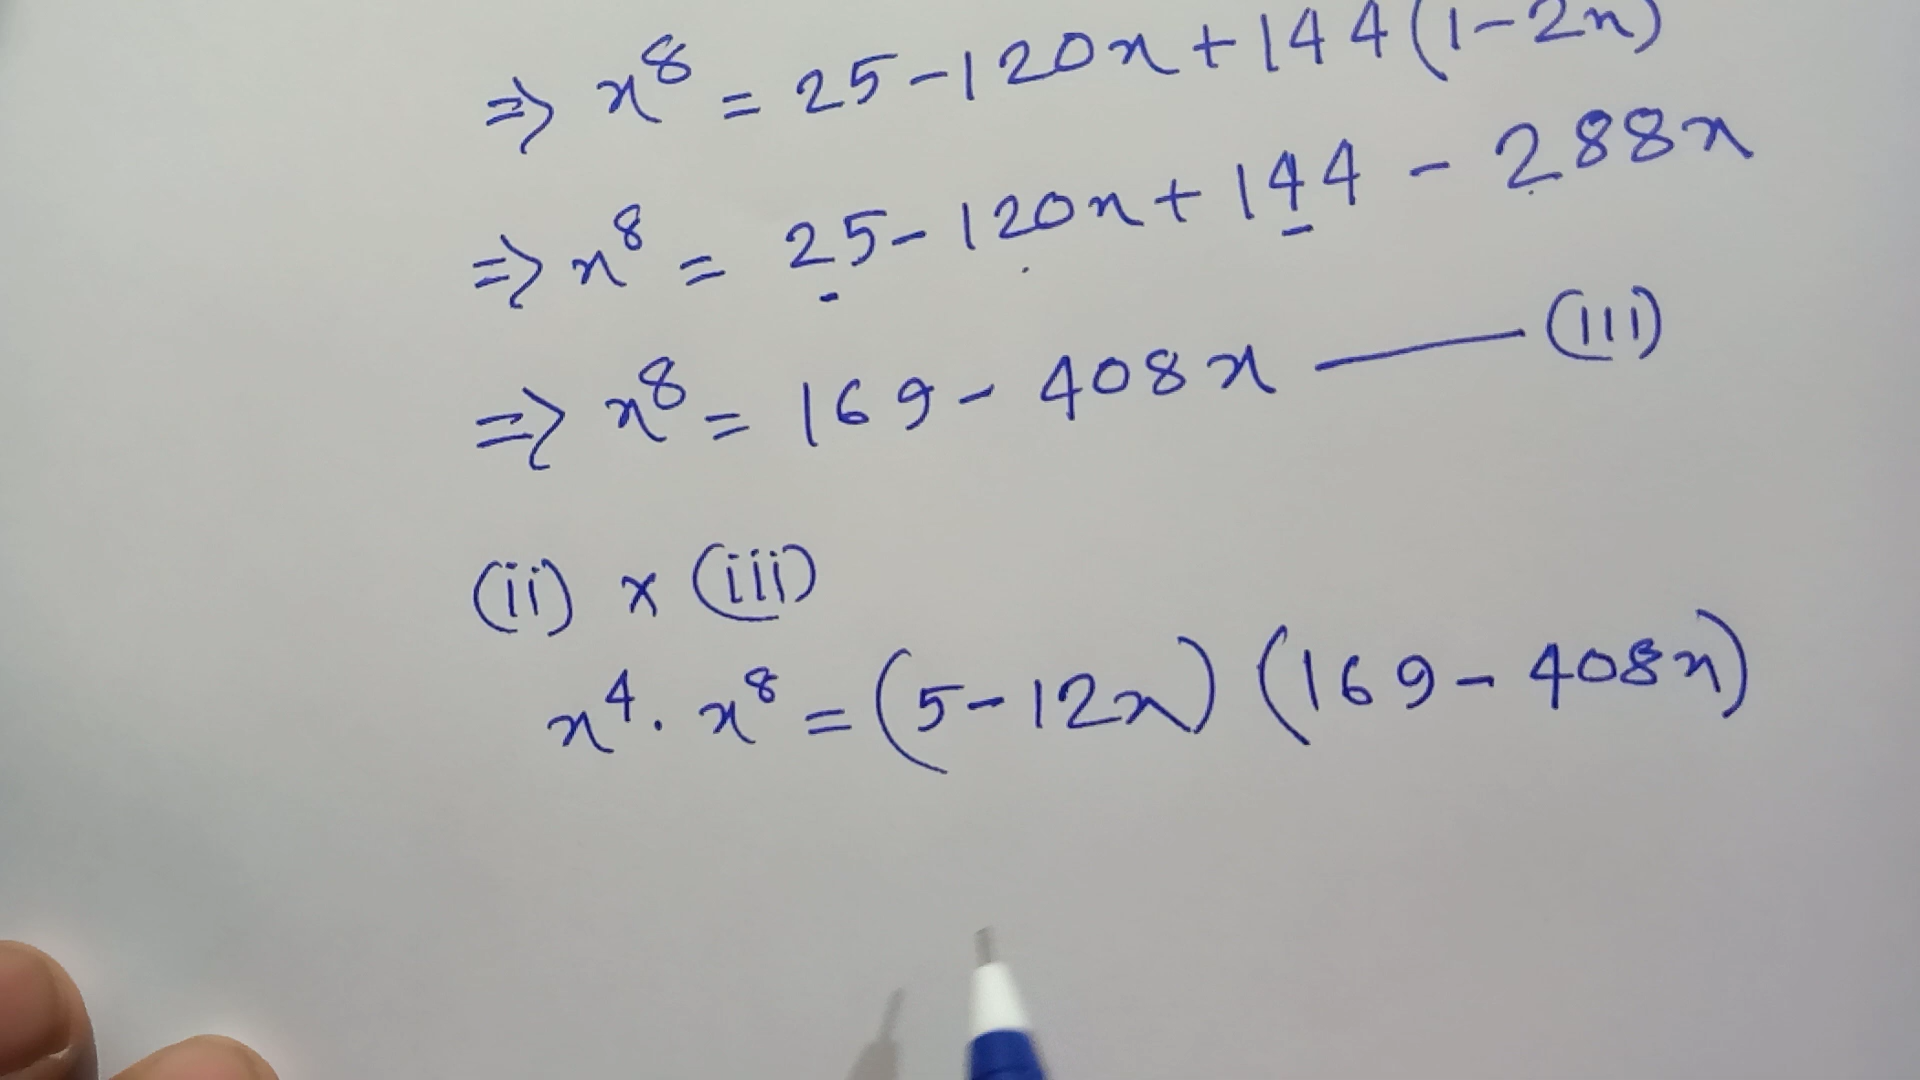 => x⁸ = 25 - 120x + 144(1-2x)
=> x⁸ = 25 - 120x + 144 - 288x
=> x⁸ = 169 - 408x —— (iii)
(ii) x (iii)
x⁴. x⁸ = (5-12x) (169-408x)